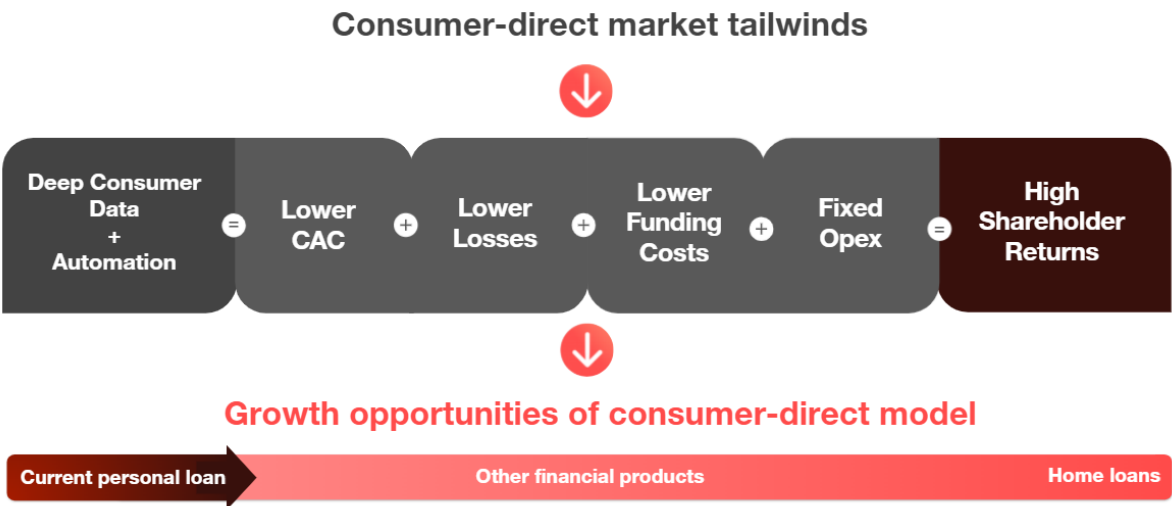 Consumer-direct market tailwinds
Deep Consumer
Data
+
Automation
=
Lower
CAC
+
Lower
Losses
+
Lower
Funding
Costs
+
Fixed
Opex
=
High
Shareholder
Returns
Growth opportunities of consumer-direct model
Current personal loan
Other financial products
Home loans